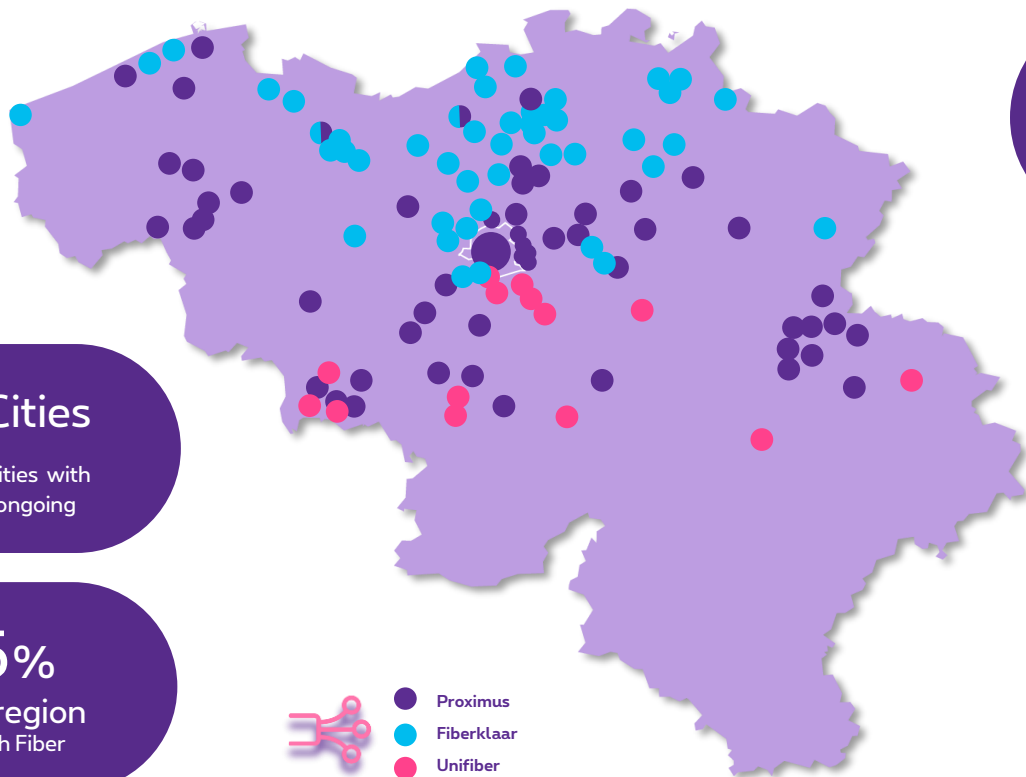 Cities
ities with
ongoing
%
region
h Fiber
Proximus
Fiberklaar
Unifiber